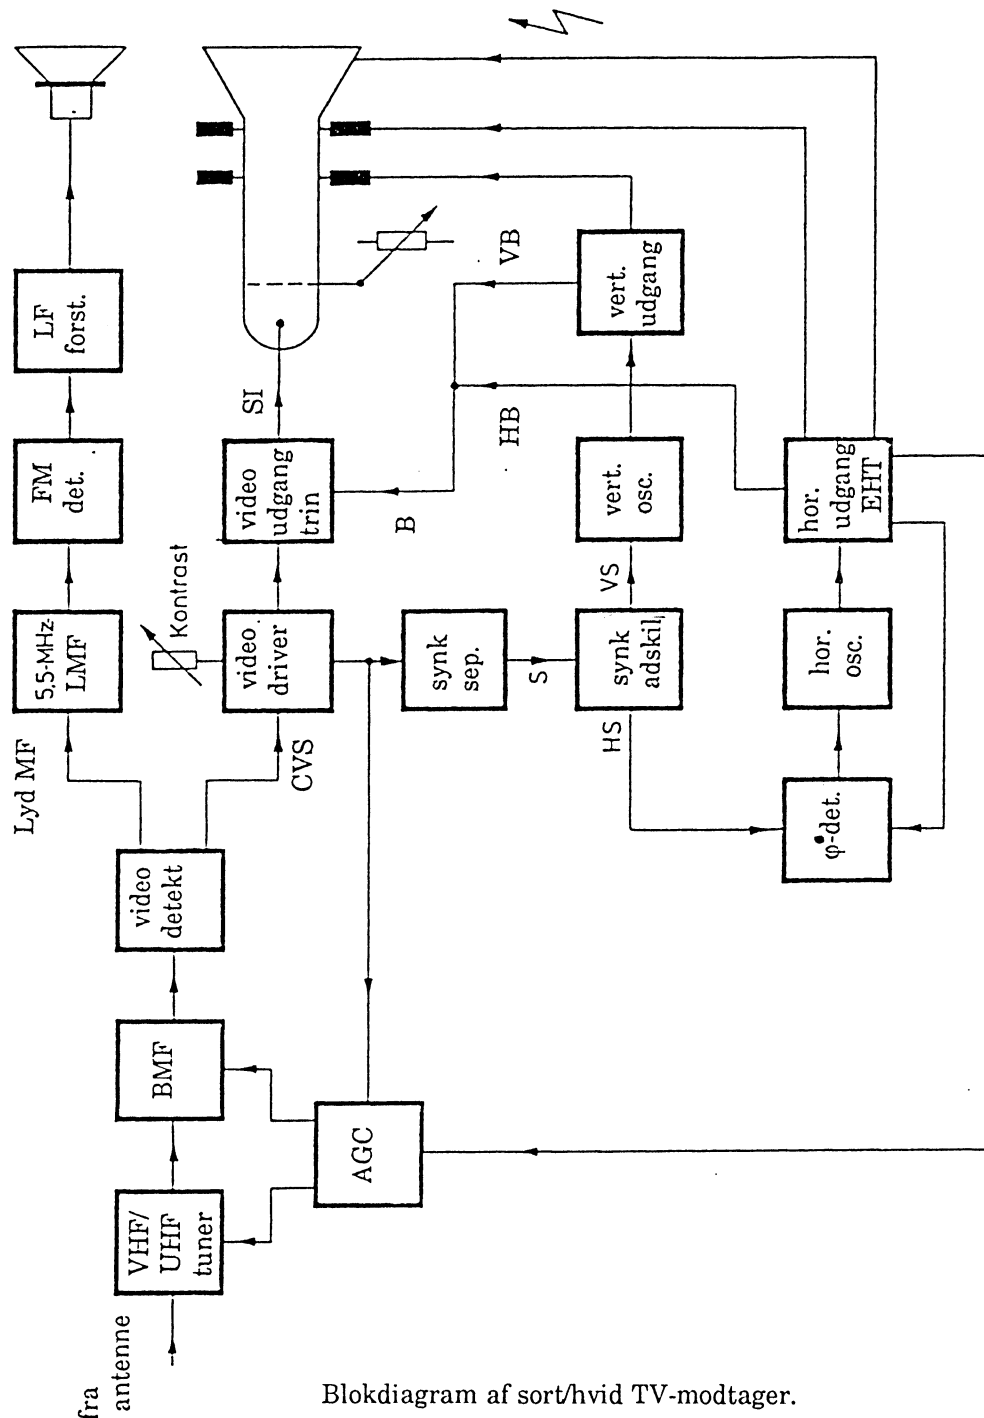 fra
antenne
VHF/
UHF
tuner
BMF
AGC
video
detekt
Lyd MF
CVS
5,5-MHz-
LMF
FM
det.
LF
forst.
Kontrast
video
driver
video
udgang
trin
SI
B
synk
sep.
S
synk
adskil,
HS
VS
vert.
osc.
vert.
udgang
VB
HB
φ-det.
hor.
osc.
hor.
udgang
EHT
Blokdiagram af sort/hvid TV-modtager.